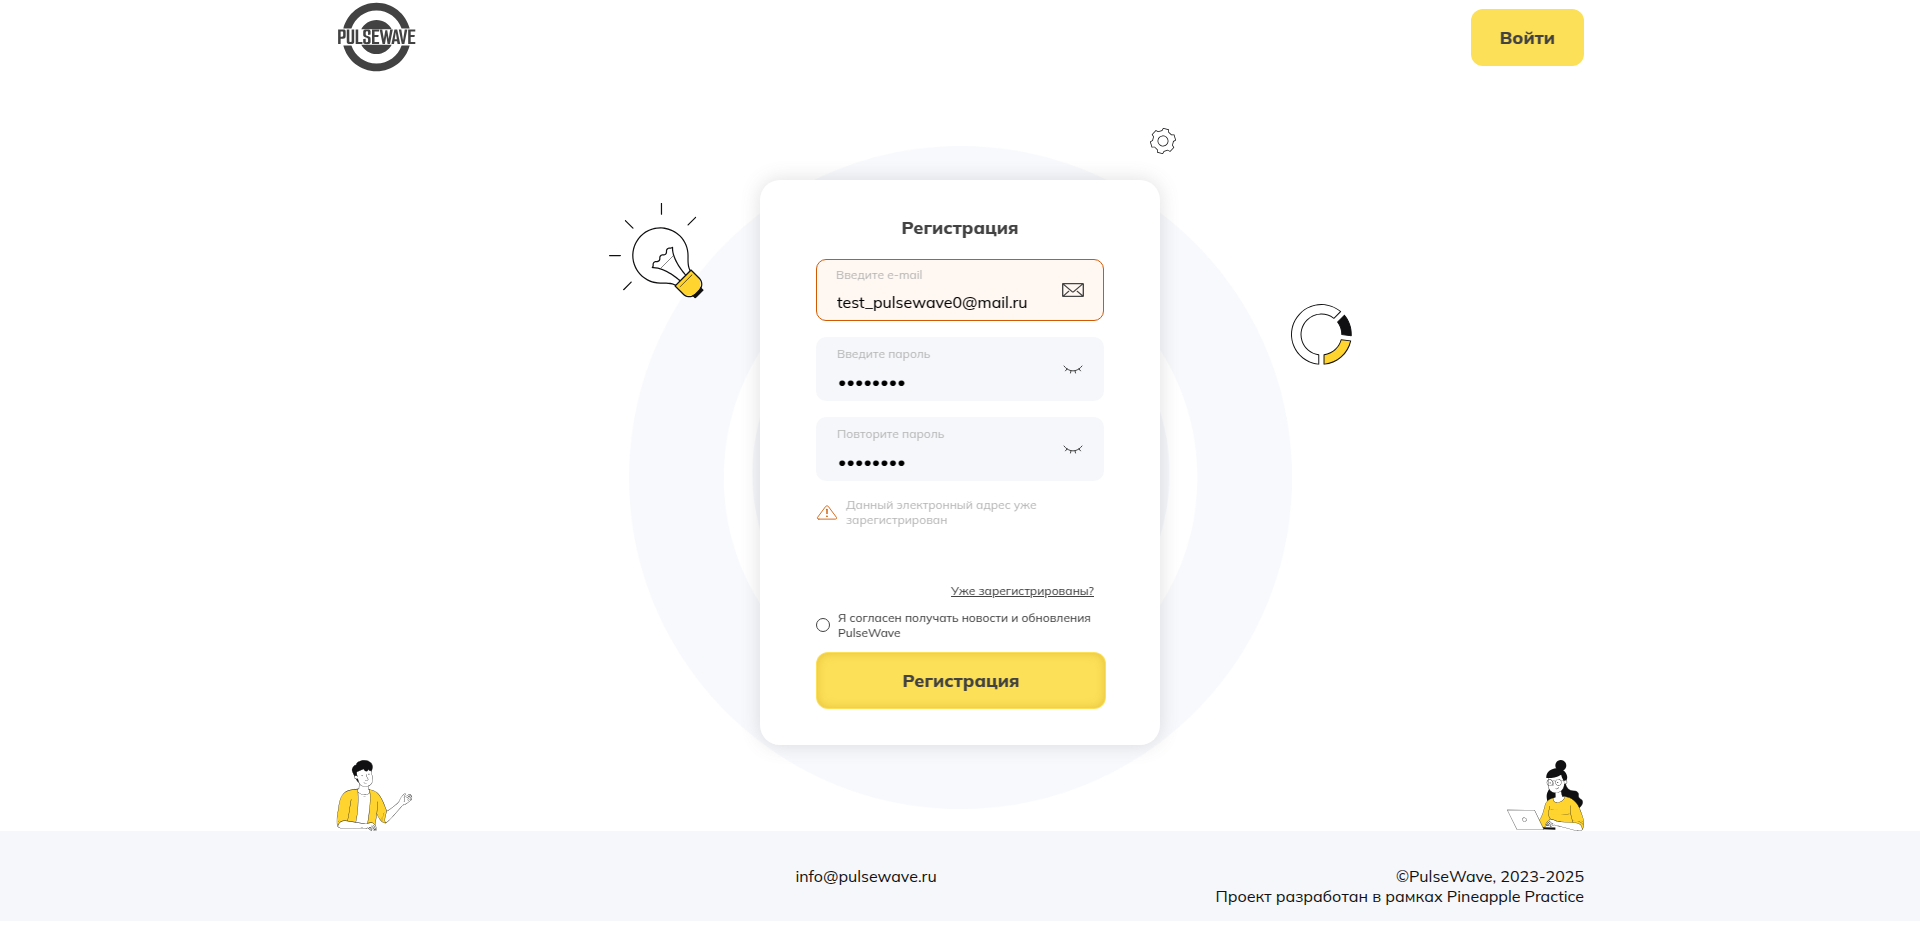 PULSEWAVE
Войти
Регистрация
Введите e-mail
test_pulsewave0@mail.ru
Введите пароль
••••••••
Повторите пароль
••••••••
Данный электронный адрес уже
зарегистрирован
Уже зарегистрированы?
Я согласен получать новости и обновления
PulseWave
Регистрация
info@pulsewave.ru
©PulseWave, 2023-2025
Проект разработан в рамках Pineapple Practice